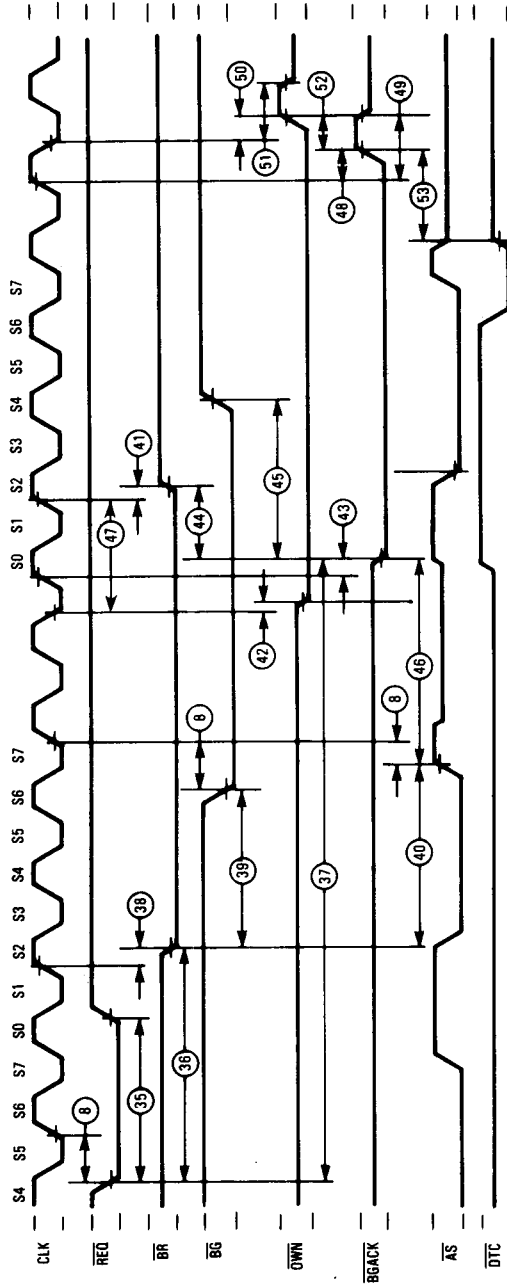 S4 S5 S6 S7 S0 S1 S2 S3 S4 S5 S6 S7 S0 S1 S2 S3 S4 S5 S6 S7
CLK
8
REQ
47
35 38 41
BR
36
8 44
BG
39 50
42 51
45
OWN
37 52
43 48
BGACK
8 49
40 46 53
AS
DTC